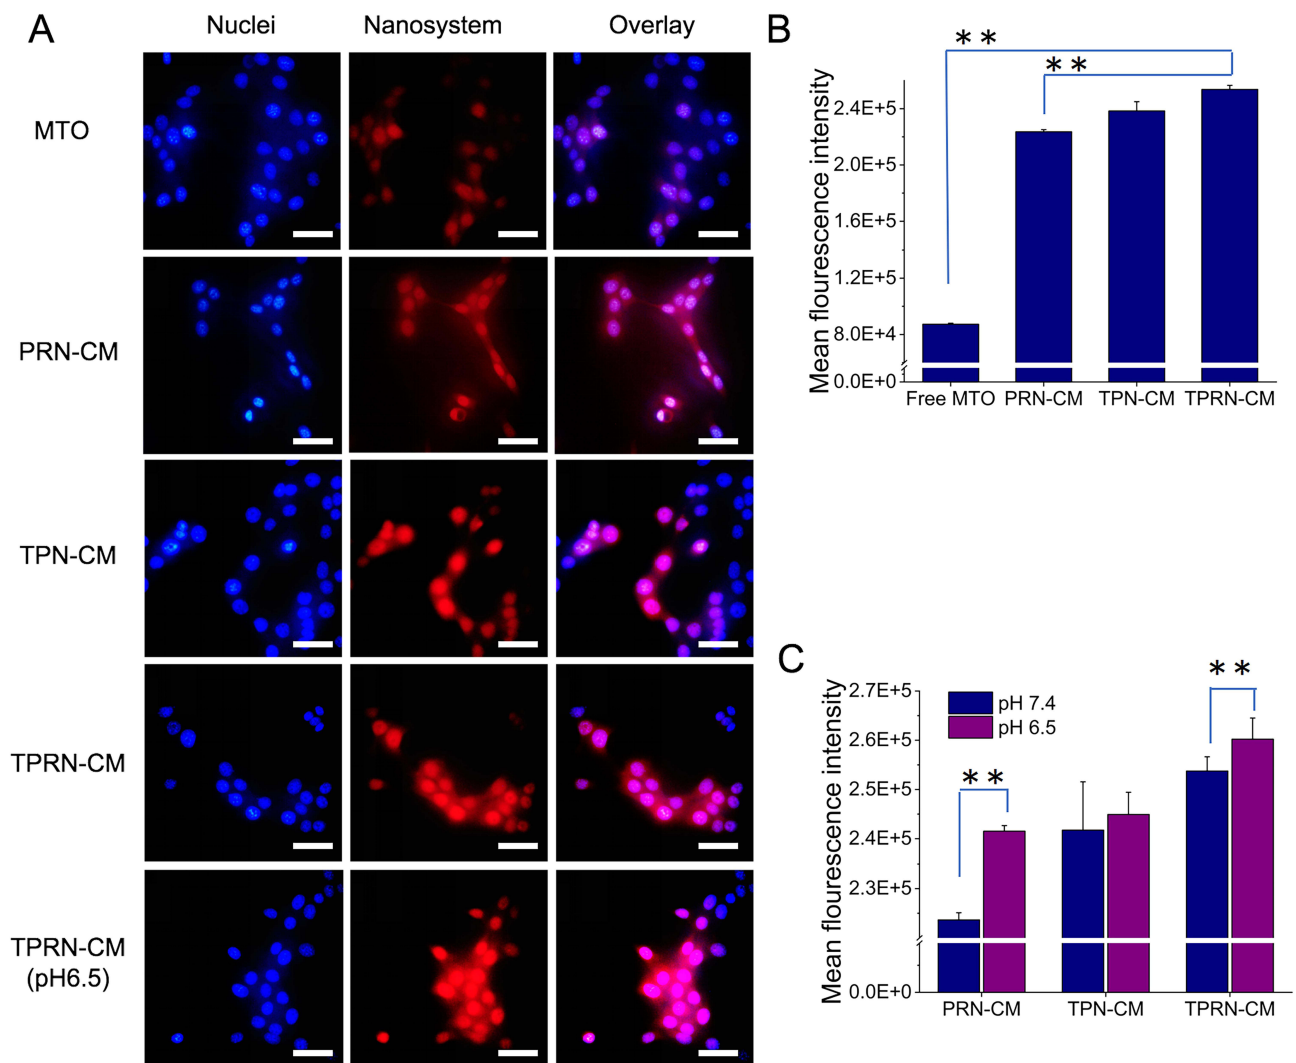 A
Nuclei
Nanosystem
Overlay
MTO
PRN-CM
TPN-CM
TPRN-CM
TPRN-CM
(pH6.5)
B
Mean flourescence intensity
2.4E+5
2.0E+5
1.6E+5
1.2E+5
8.0E+4
0.0E+0
**
**
Free MTO
PRN-CM
TPN-CM
TPRN-CM
C
Mean flourescence intensity
2.7E+5
2.6E+5
2.5E+5
2.4E+5
2.3E+5
0.0E+0
pH 7.4
pH 6.5
**
**
PRN-CM
TPN-CM
TPRN-CM